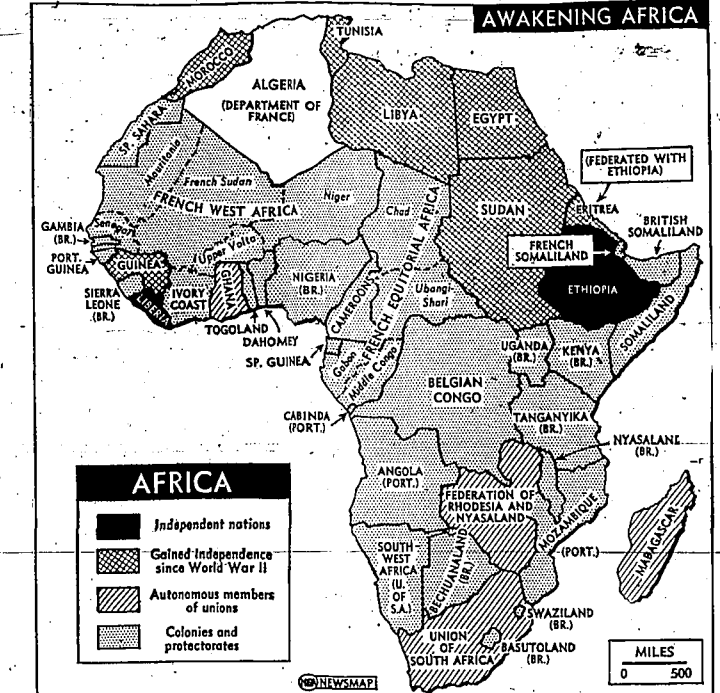 AWAKENING AFRICA
TUNISIA
MOROCCO
ALGERIA
(DEPARTMENT OF
FRANCE)
LIBYA
EGYPT
SP. SAHARA
Mauritania
French Sudan
FRENCH WEST AFRICA
Niger
Chad
FRENCH EQUITORIAL AFRICA
SUDAN
(FEDERATED WITH
ETHIOPIA)
ERITREA
BRITISH
SOMALILAND
FRENCH
SOMALILAND
ETHIOPIA
SOMALILAND
GAMBIA
(BR.)
Senegal
PORT.
GUINEA
GUINEA
SIERRA
LEONE
(BR.)
LIBERIA
IVORY
COAST
Upper Volta
GHANA
TOGOLAND
DAHOMEY
NIGERIA
(BR.)
CAMEROONS
Ubangi-
Shari
SP. GUINEA
Gabon
Middle Congo
CABINDA
(PORT.)
BELGIAN
CONGO
UGANDA
(BR.)
KENYA
(BR.)
TANGANYIKA
(BR.)
NYASALAND
(BR.)
ANGOLA
(PORT.)
FEDERATION OF
RHODESIA AND
NYASALAND
MOZAMBIQUE
(PORT.)
MABAGASCAR
SOUTH
WEST
AFRICA
(U.
OF
S.A.)
BECHUANALAND
(BR.)
SWAZILAND
(BR.)
BASUTOLAND
(BR.)
UNION
OF
SOUTH AFRICA
AFRICA
Independent nations
Gained Independence
since World War II
Autonomous members
of unions
Colonies and
protectorates
NEA NEWSMAP
MILES
0 500